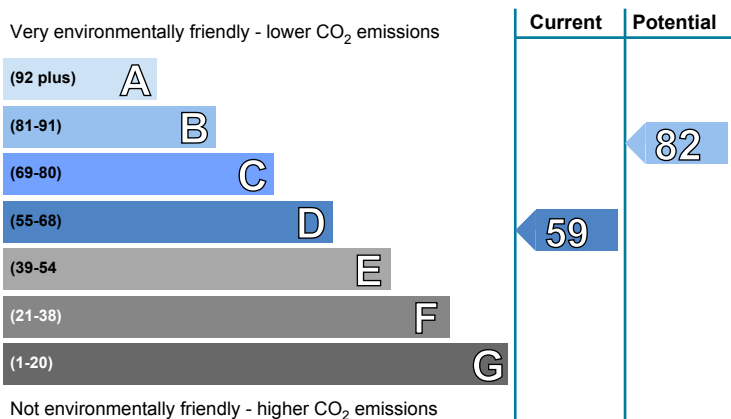 Current Potential
Very environmentally friendly - lower CO2 emissions
(92 plus) A
(81-91) B
82
(69-80) C
(55-68) D
59
(39-54 E
(21-38) F
(1-20) G
Not environmentally friendly - higher CO2 emissions